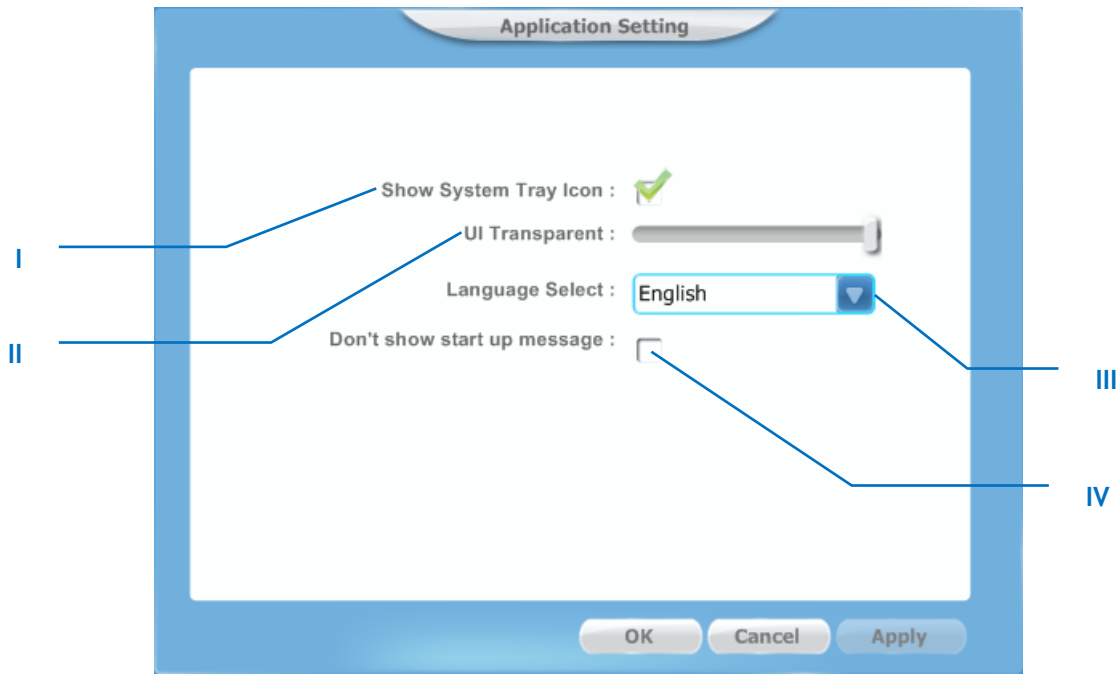 Application Setting
Show System Tray Icon :
I
UI Transparent :
Language Select : English
Don't show start up message :
II
III
IV
OK Cancel Apply